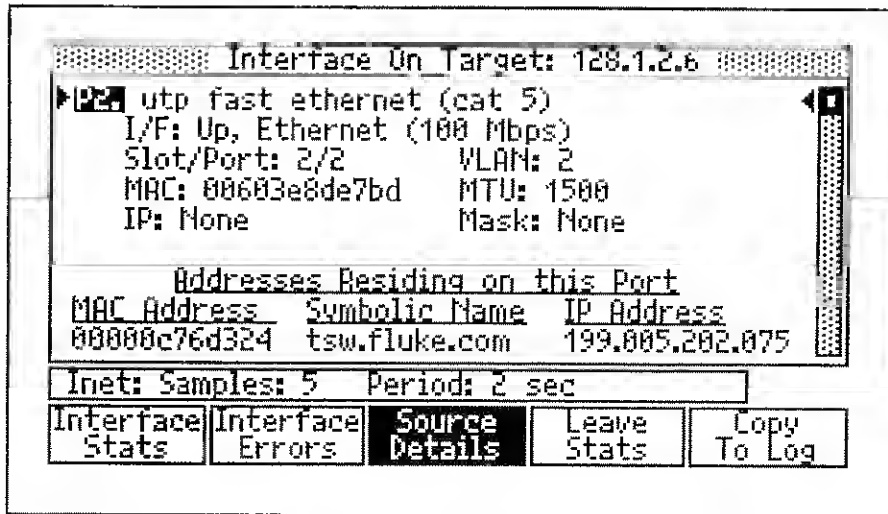 Interface On Target: 128.1.2.6
P2. utp fast ethernet (cat 5)
I/F: Up, Ethernet (100 Mbps)
Slot/Port: 2/2 VLAN: 2
MAC: 00603e8de7bd MTU: 1500
IP: None Mask: None
Addresses Residing on this Port
MAC Address Symbolic Name IP Address
00000c76d324 tsw.fluke.com 199.005.202.075
Inet: Samples: 5 Period: 2 sec
Interface Stats Interface Errors Source Details Leave Stats Copy To Log